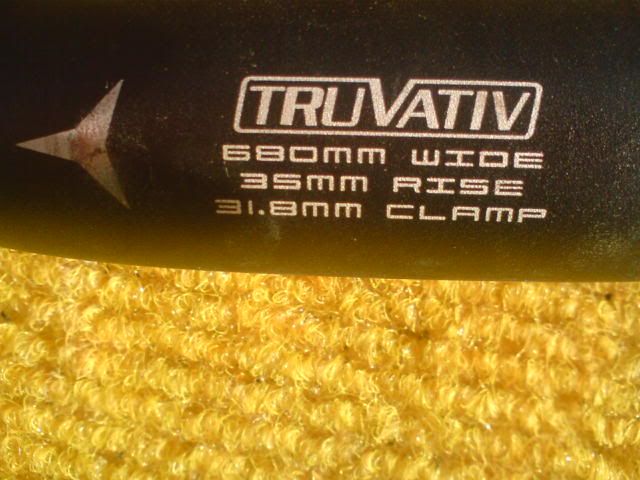 TRUVATIV
680MM WIDE
35MM RISE
31.8MM CLAMP